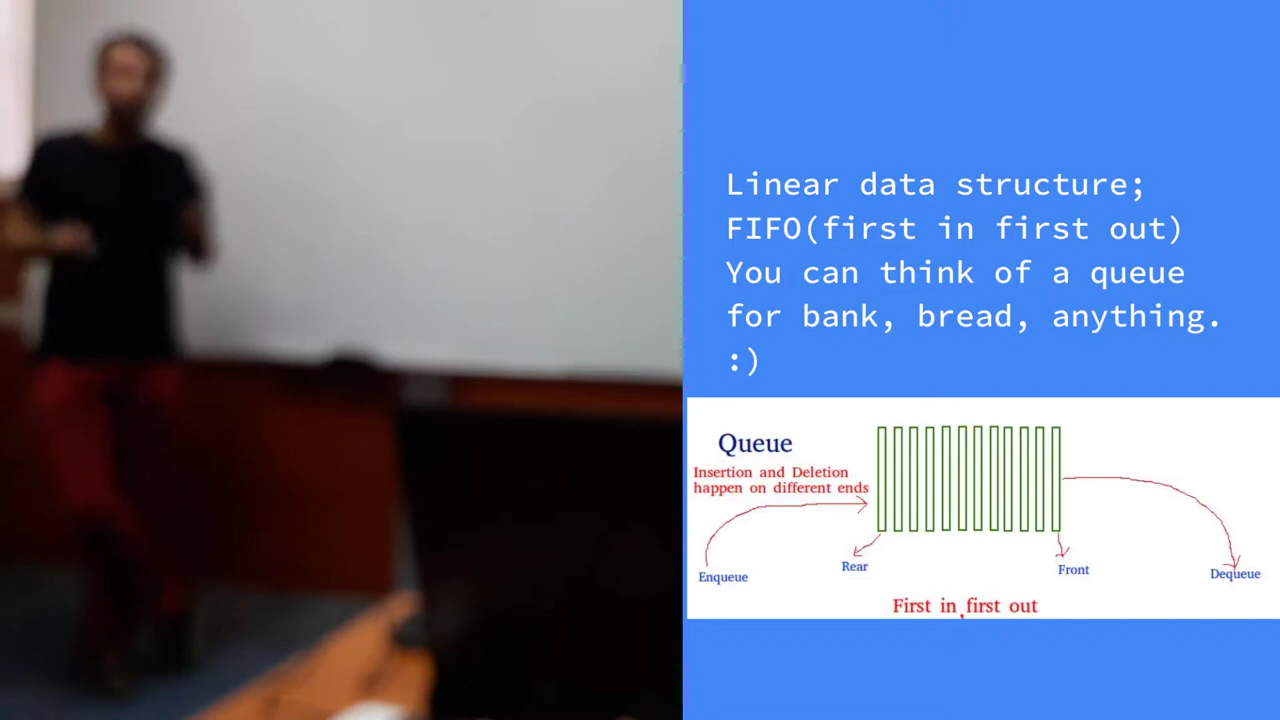 Linear data structure;
FIFO(first in first out)
You can think of a queue
for bank, bread, anything.
:)
Queue
Insertion and Deletion
happen on different ends
Enqueue
Rear
Front
Dequeue
First in,first out